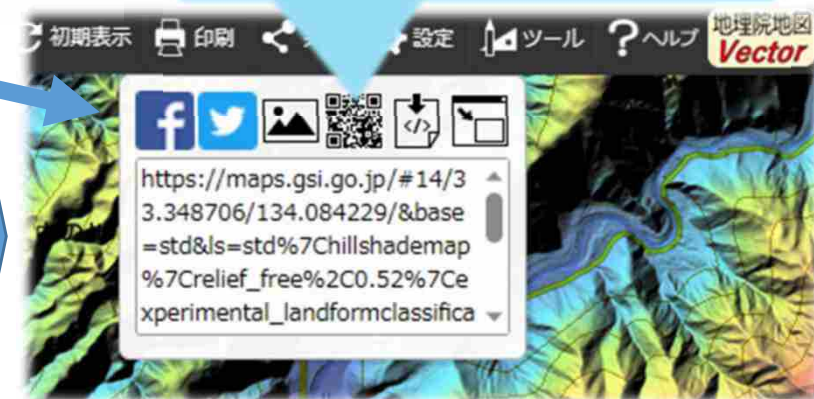 初期表示 印刷 設定 ツール ヘルプ 地理院地図
Vector
https://maps.gsi.go.jp/#14/3
3.348706/134.084229/&base
=std&ls=std%7Chillshademap
%7Crelief_free%2C0.52%7Ce
xperimental_landformclassifica